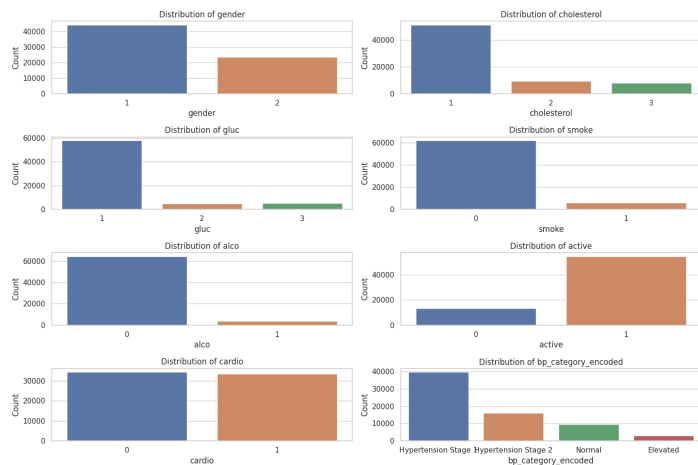 Distribution of gender
40000
30000
20000
10000
0
Count
1 2
gender
Distribution of cholesterol
40000
20000
0
Count
1 2 3
cholesterol
Distribution of gluc
60000
40000
20000
0
Count
1 2 3
gluc
Distribution of smoke
60000
40000
20000
0
Count
0 1
smoke
Distribution of alco
60000
40000
20000
0
Count
0 1
alco
Distribution of active
40000
20000
0
Count
0 1
active
Distribution of cardio
30000
20000
10000
0
Count
0 1
cardio
Distribution of bp_category_encoded
40000
30000
20000
10000
0
Count
Hypertension Stage 1 Hypertension Stage 2 Normal Elevated
bp_category_encoded